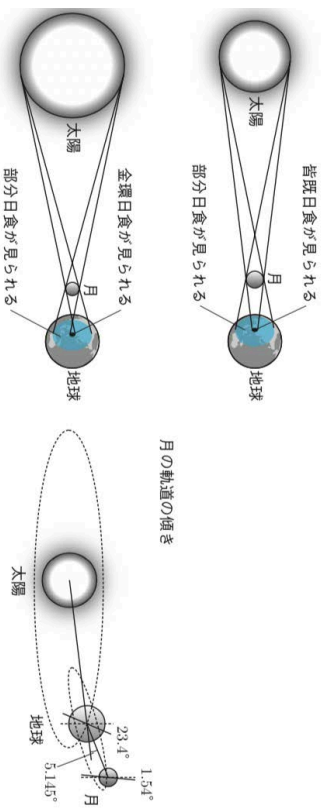 皆既日食が見られる
太陽
月
地球
部分日食が見られる
金環日食が見られる
太陽
月
地球
部分日食が見られる
月の軌道の傾き
太陽
地球
月
23.4°
1.54°
5.145°